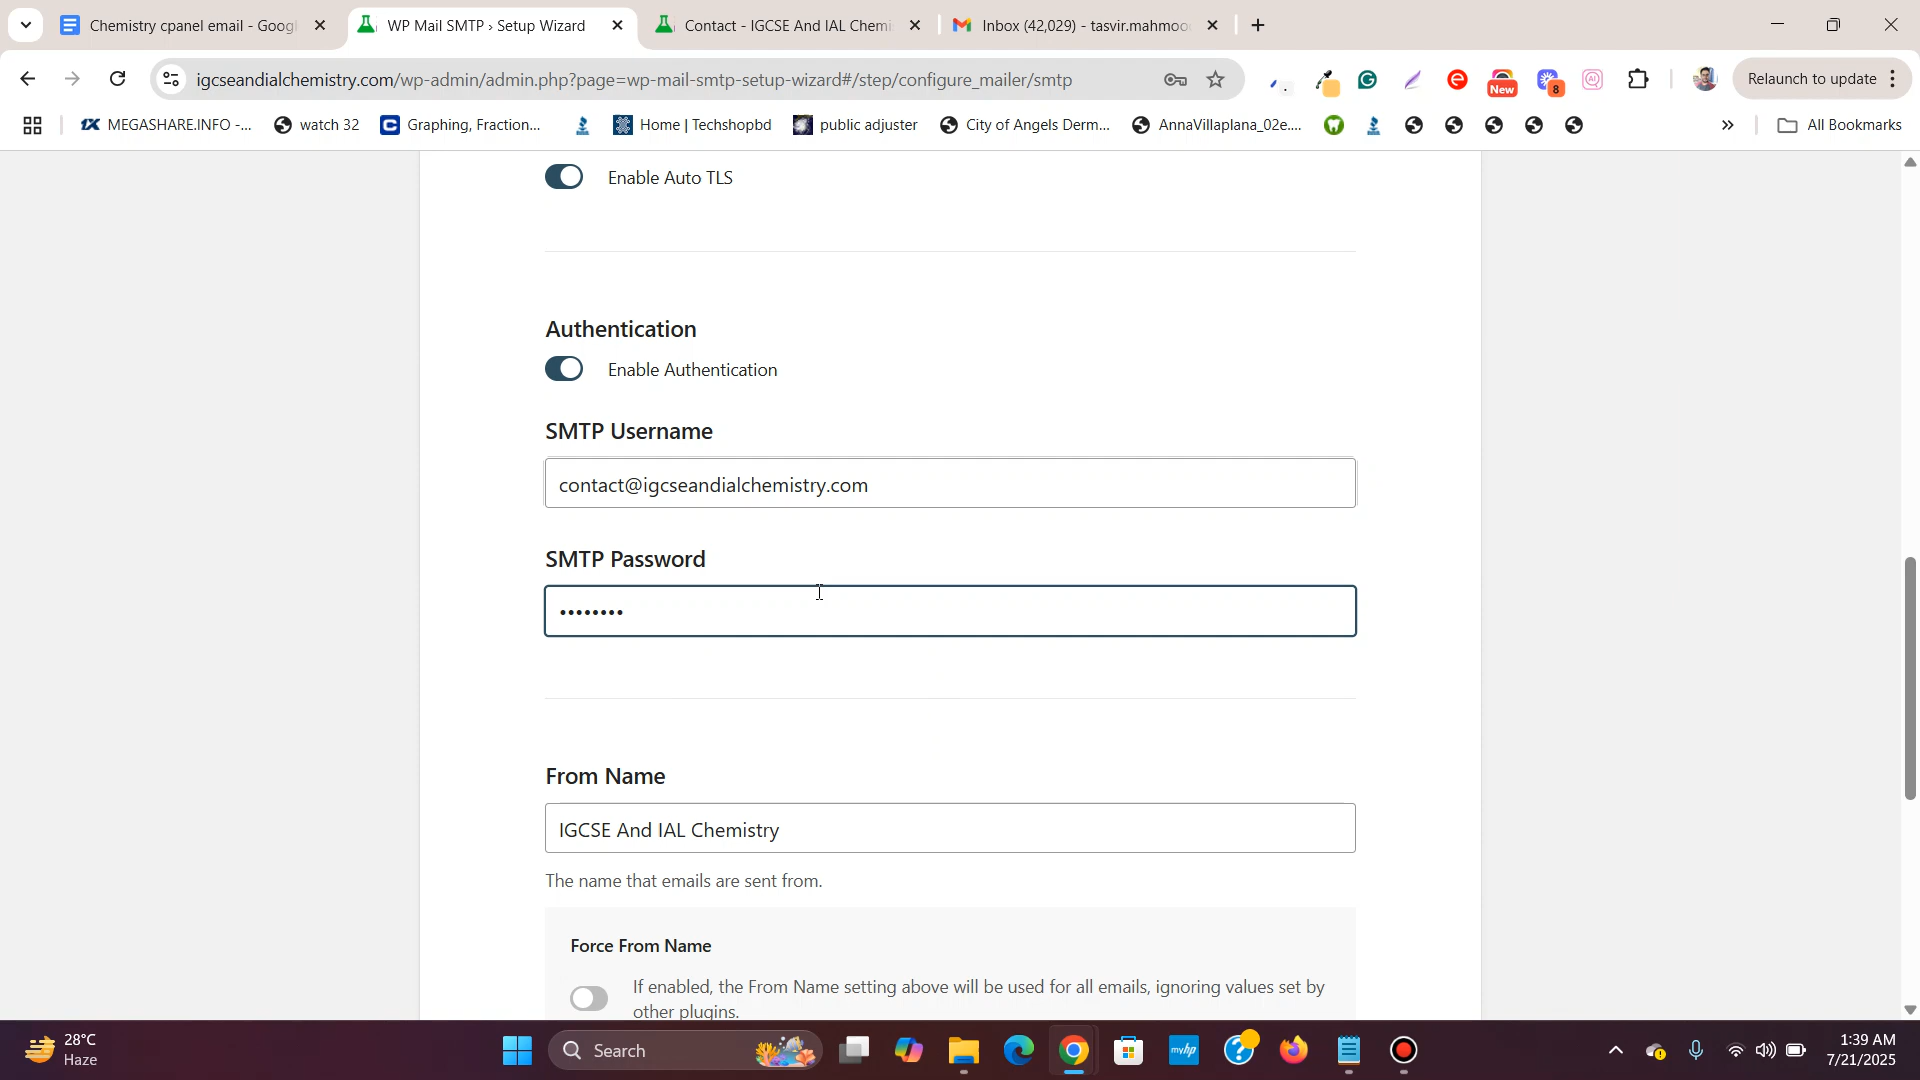 Chemistry cpanel email - Goog
WP Mail SMTP › Setup Wizard
Contact - IGCSE And IAL Chemi
Inbox (42,029) - tasvir.mahmoo
igcseandialchemistry.com/wp-admin/admin.php?page=wp-mail-smtp-setup-wizard#/step/configure_mailer/smtp
New
8
Relaunch to update
MEGASHARE.INFO -...
watch 32
Graphing, Fraction...
Home | Techshopbd
public adjuster
City of Angels Derm...
AnnaVillaplana_02e....
»
All Bookmarks
Enable Auto TLS
Authentication
Enable Authentication
SMTP Username
contact@igcseandialchemistry.com
SMTP Password
••••••••
From Name
IGCSE And IAL Chemistry
The name that emails are sent from.
Force From Name
If enabled, the From Name setting above will be used for all emails, ignoring values set by
other plugins.
28°C
Haze
Search
myhp
1:39 AM
7/21/2025